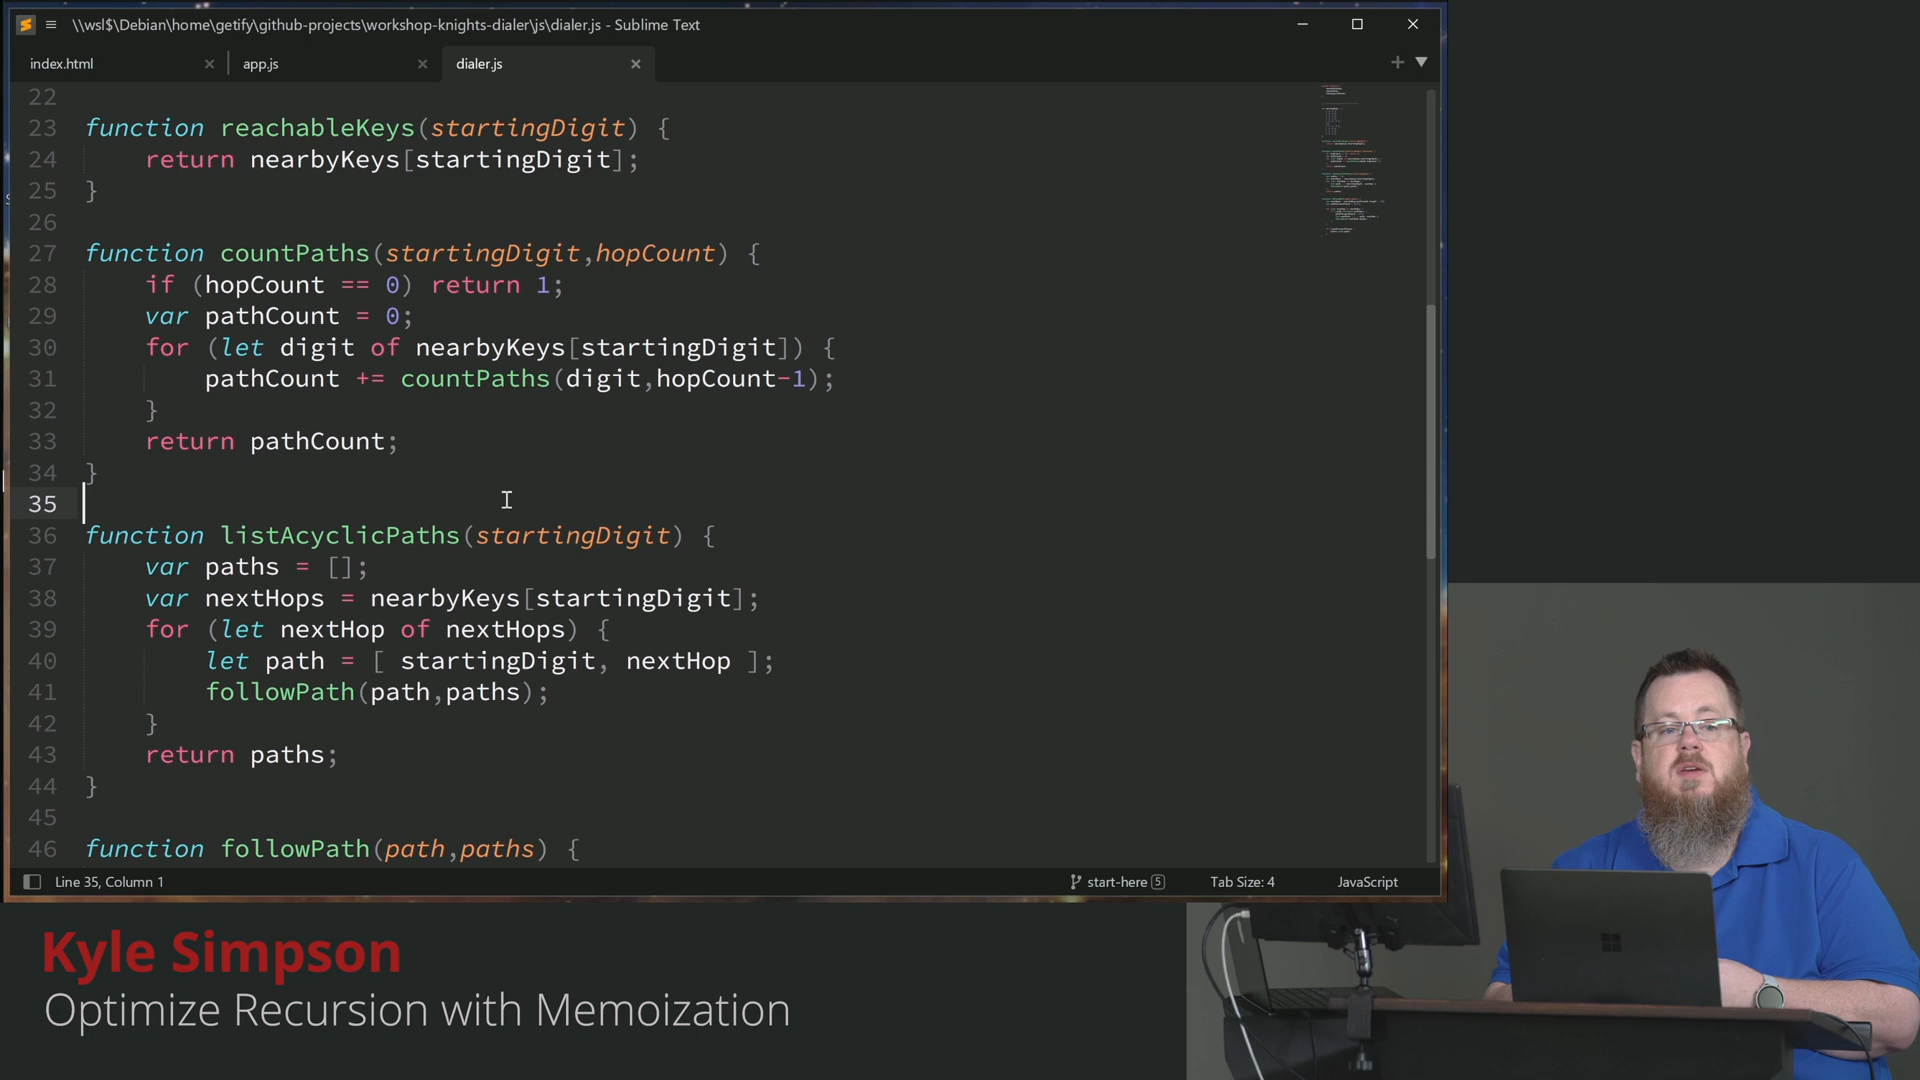 \\wsl$\Debian\home\getify\github-projects\workshop-knights-dialer\js\dialer.js - Sublime Text
index.html
app.js
dialer.js
22
23 function reachableKeys(startingDigit) {
24 return nearbyKeys[startingDigit];
25 }
26
27 function countPaths(startingDigit,hopCount) {
28 if (hopCount == 0) return 1;
29 var pathCount = 0;
30 for (let digit of nearbyKeys[startingDigit]) {
31 pathCount += countPaths(digit,hopCount-1);
32 }
33 return pathCount;
34 }
35
36 function listAcyclicPaths(startingDigit) {
37 var paths = [];
38 var nextHops = nearbyKeys[startingDigit];
39 for (let nextHop of nextHops) {
40 let path = [ startingDigit, nextHop ];
41 followPath(path,paths);
42 }
43 return paths;
44 }
45
46 function followPath(path,paths) {
Line 35, Column 1
start-here 5
Tab Size: 4
JavaScript
Kyle Simpson
Optimize Recursion with Memoization